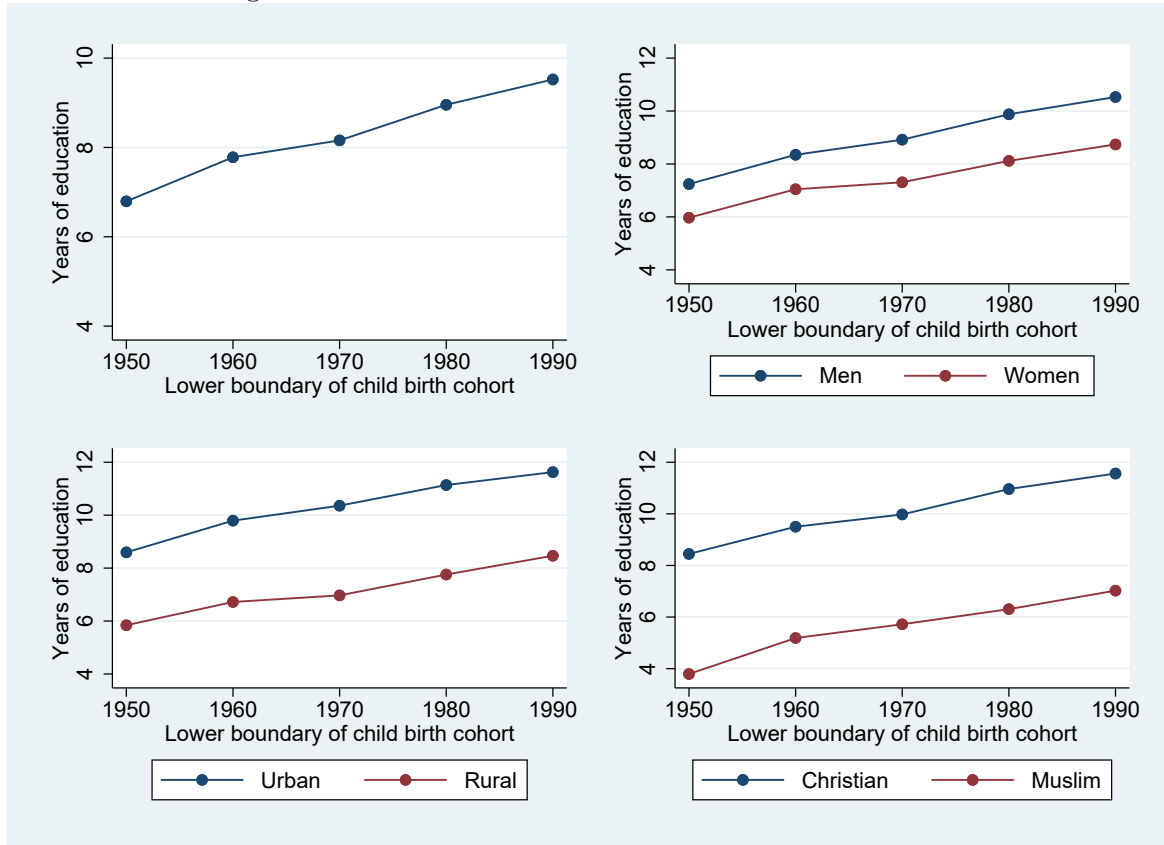 Years of education
10
8
6
4
1950 1960 1970 1980 1990
Lower boundary of child birth cohort
Years of education
12
10
8
6
4
1950 1960 1970 1980 1990
Lower boundary of child birth cohort
Men Women
Years of education
12
10
8
6
4
1950 1960 1970 1980 1990
Lower boundary of child birth cohort
Urban Rural
Years of education
12
10
8
6
4
1950 1960 1970 1980 1990
Lower boundary of child birth cohort
Christian Muslim